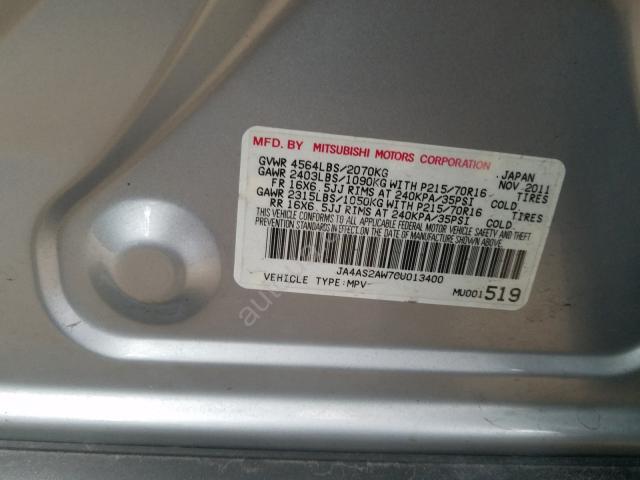 MFD. BY MITSUBISHI MOTORS CORPORATION JAPAN
GVWR 4564LBS/2070KG NOV 2011
GAWR 2403LBS/1090KG WITH P215/70R16 TIRES
FR 16X6.5JJ RIMS AT 240KPA/35PSI COLD
GAWR 2315LBS/1050KG WITH P215/70R16 TIRES
RR 16X6.5JJ RIMS AT 240KPA/35PSI COLD
THIS VEHICLE CONFORMS TO ALL APPLICABLE FEDERAL MOTOR VEHICLE SAFETY AND THEFT
PREVENTION STANDARDS IN EFFECT ON THE DATE OF MANUFACTURE SHOWN ABOVE.
JA4AS2AW7CU013400
VEHICLE TYPE:MPV MU001519